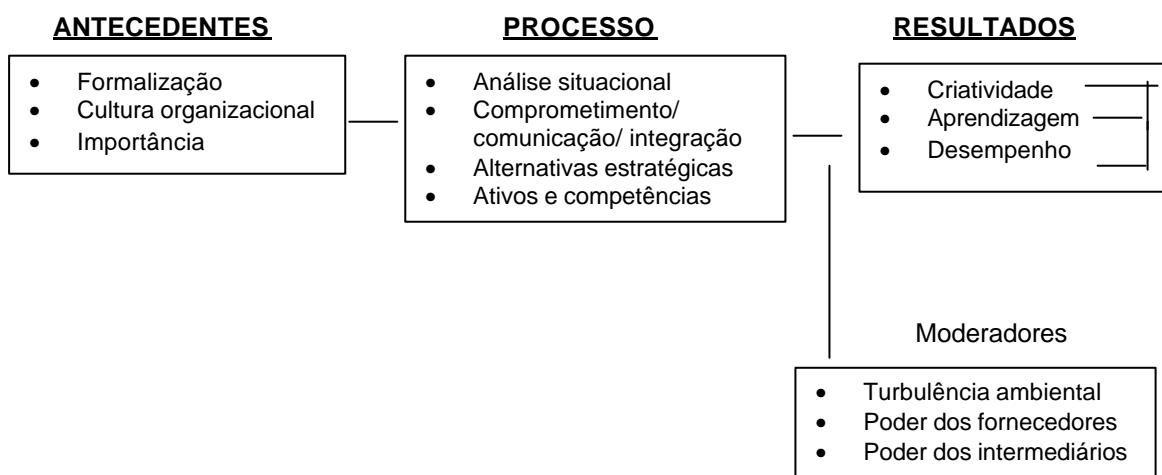 ANTECEDENTES
• Formalização
• Cultura organizacional
• Importância
PROCESSO
• Análise situacional
• Comprometimento/
comunicação/ integração
• Alternativas estratégicas
• Ativos e competências
RESULTADOS
• Criatividade
• Aprendizagem
• Desempenho
Moderadores
• Turbulência ambiental
• Poder dos fornecedores
• Poder dos intermediários